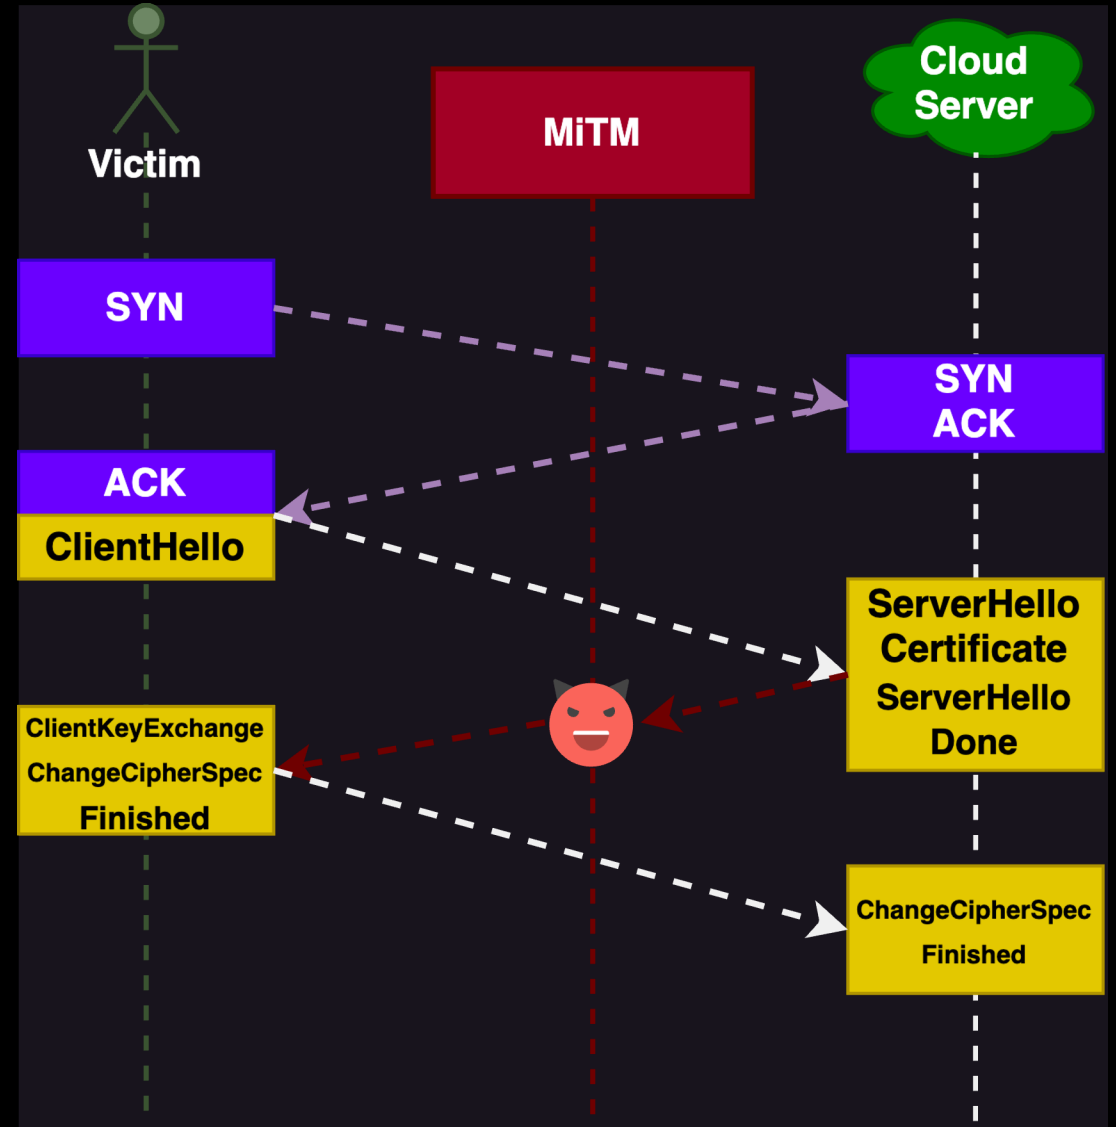 Cloud
Server
MiTM
Victim
SYN
SYN
ACK
ACK
ClientHello
ServerHello
Certificate
ServerHello
Done
ClientKeyExchange
ChangeCipherSpec
Finished
ChangeCipherSpec
Finished